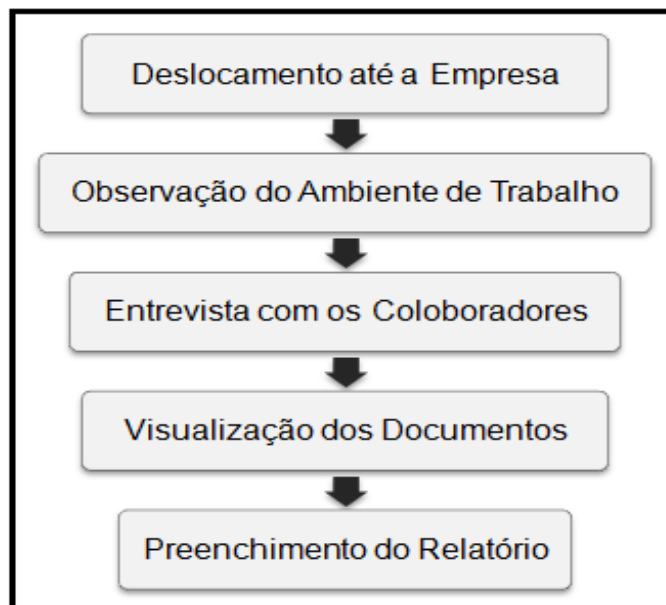 Deslocamento até a Empresa
Observação do Ambiente de Trabalho
Entrevista com os Coloboradores
Visualização dos Documentos
Preenchimento do Relatório